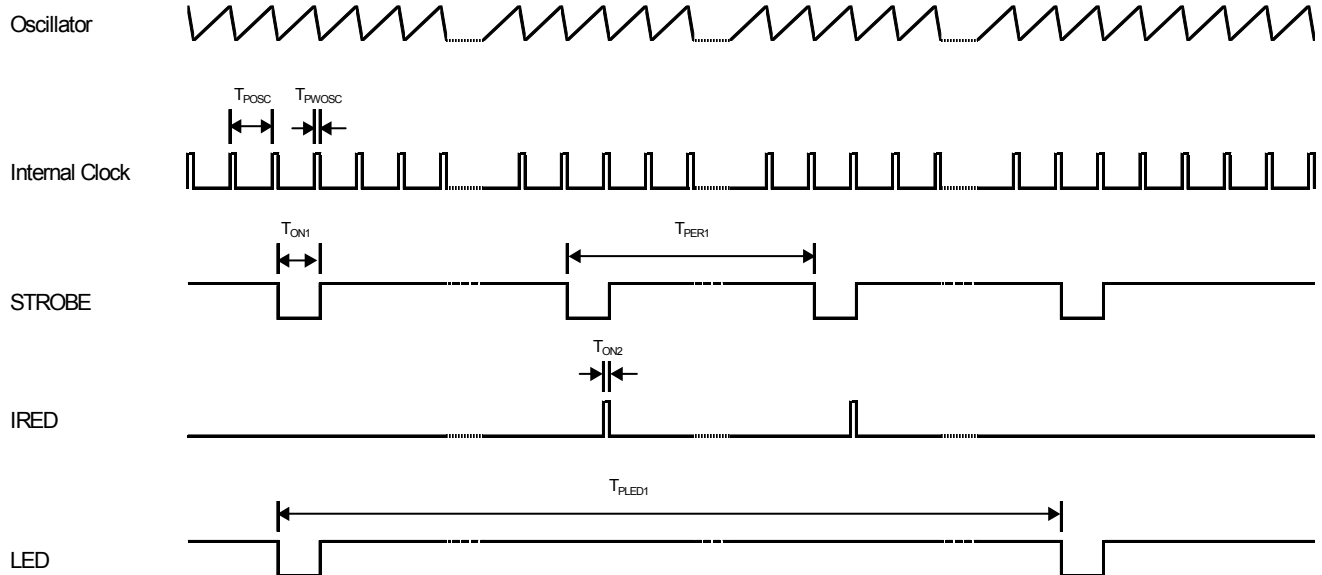 Oscillator
TPOSC TPWOSC
Internal Clock
TON1 TPER1
STROBE
TON2
IRED
TPLED1
LED